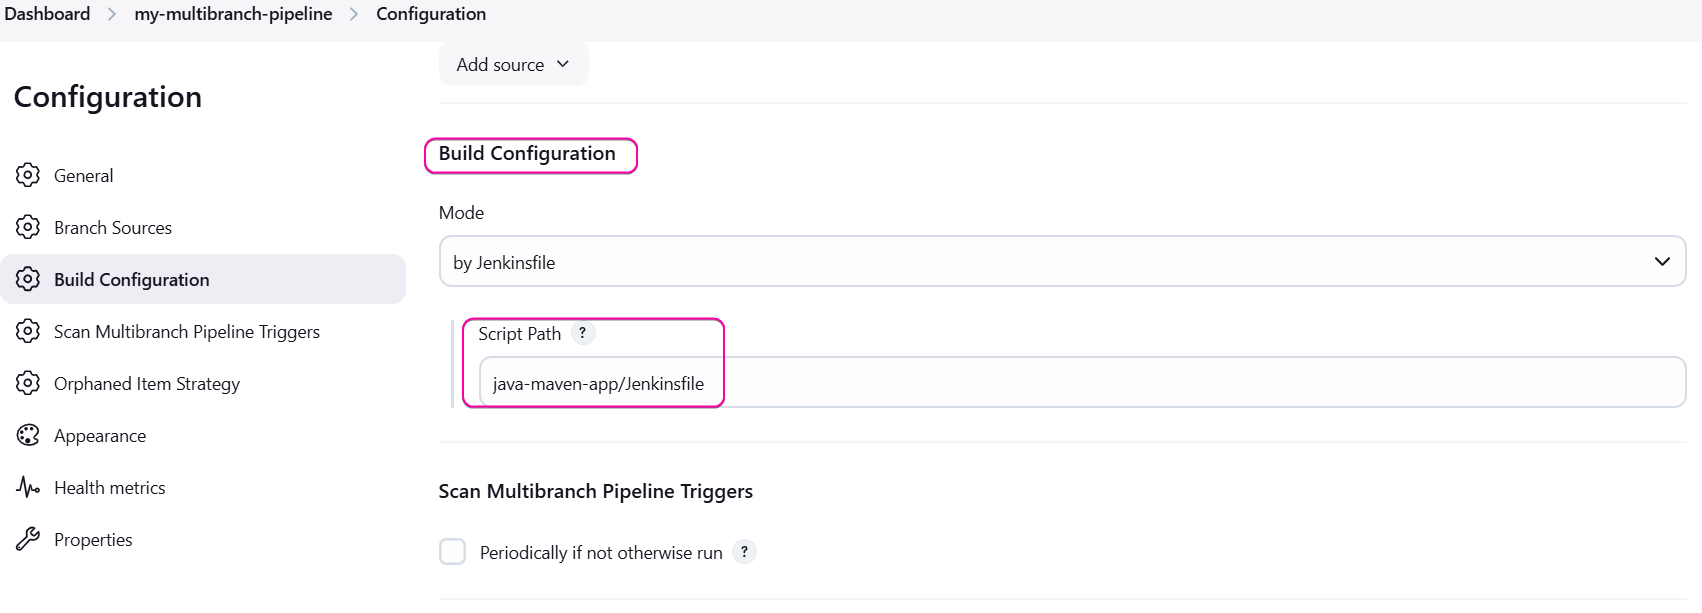 Dashboard > my-multibranch-pipeline > Configuration
Add source
Configuration
General
Branch Sources
Build Configuration
Scan Multibranch Pipeline Triggers
Orphaned Item Strategy
Appearance
Health metrics
Properties
Build Configuration
Mode
by Jenkinsfile
Script Path ?
java-maven-app/Jenkinsfile
Scan Multibranch Pipeline Triggers
Periodically if not otherwise run ?